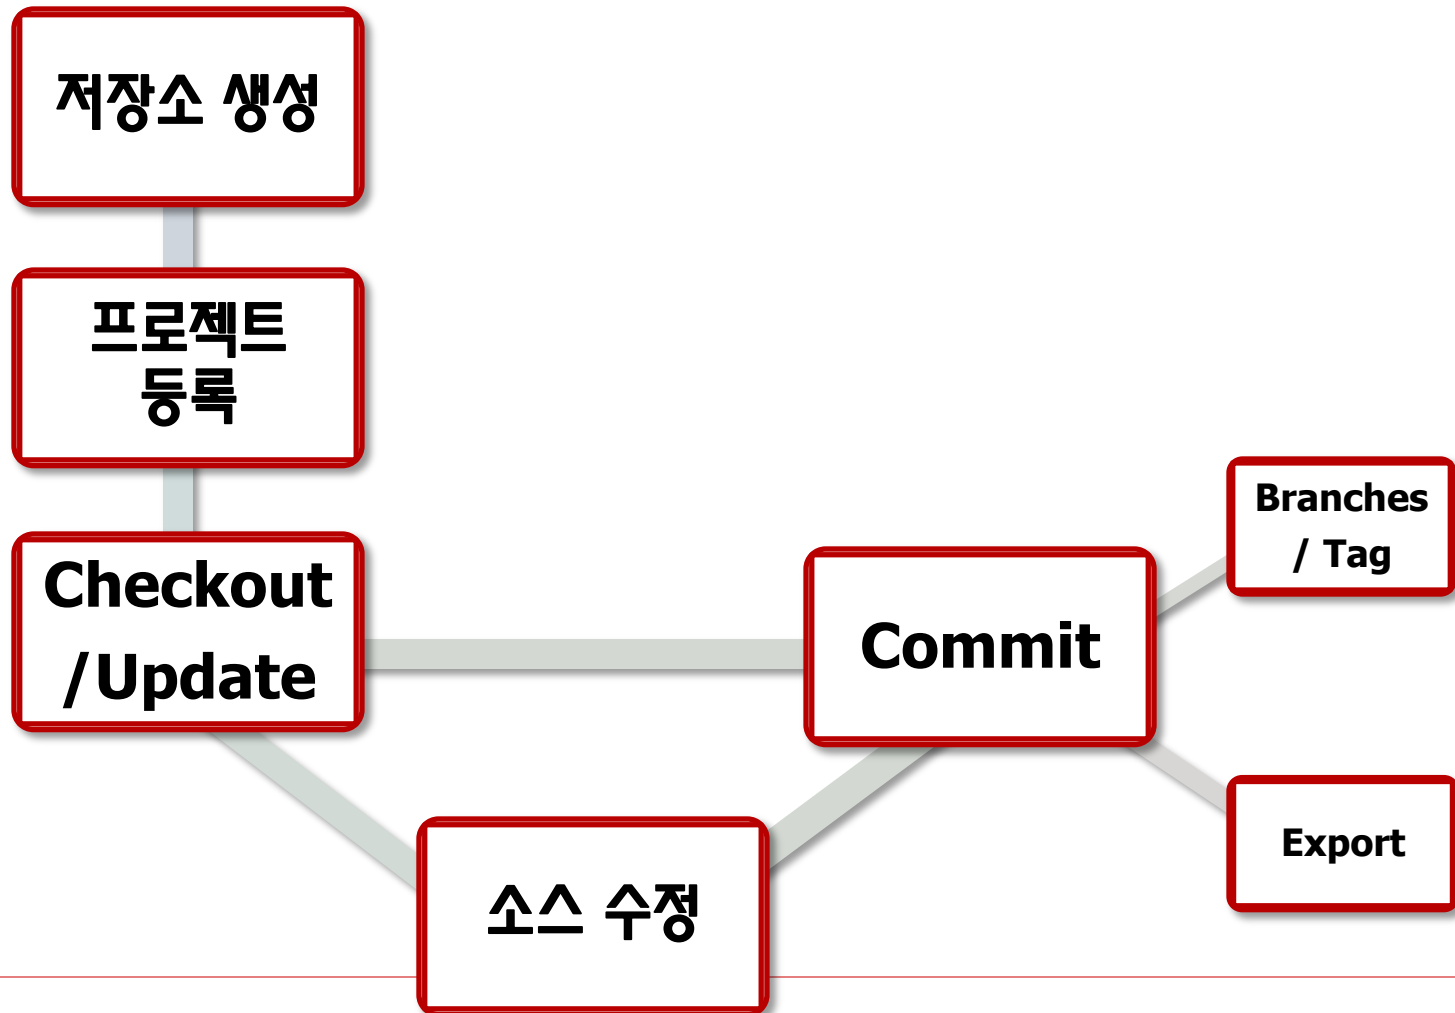 저장소 생성
프로젝트
등록
Checkout
/Update
소스 수정
Commit
Branches
/ Tag
Export